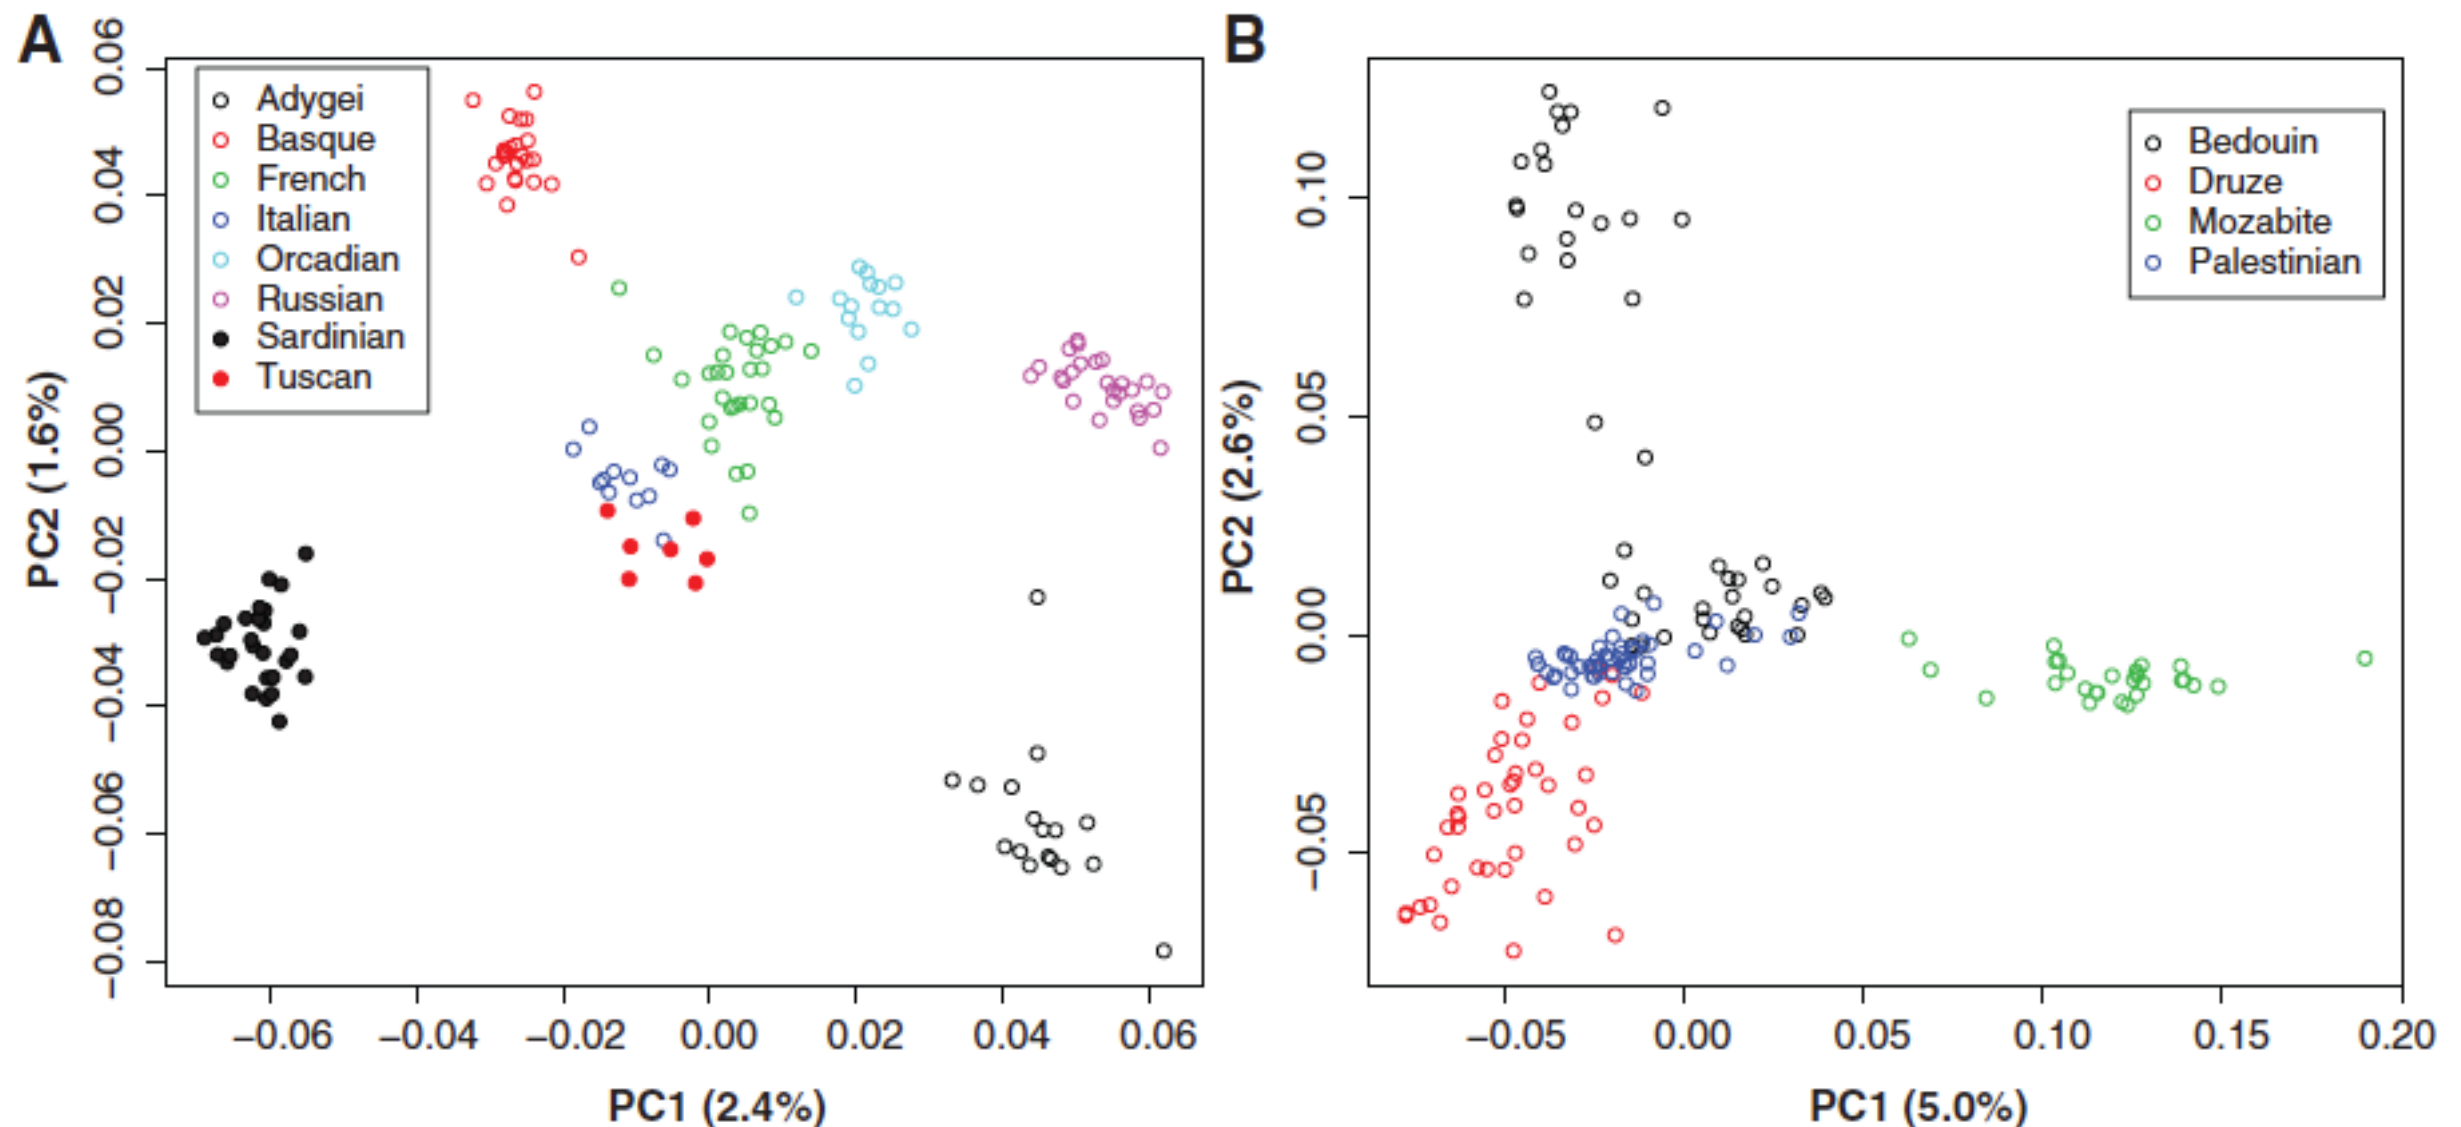 A
0.06
0.04
0.02
0.00
−0.02
−0.04
−0.06
−0.08
PC2 (1.6%)
Adygei
Basque
French
Italian
Orcadian
Russian
Sardinian
Tuscan
−0.06 −0.04 −0.02 0.00 0.02 0.04 0.06
PC1 (2.4%)
B
0.10
0.05
0.00
−0.05
PC2 (2.6%)
Bedouin
Druze
Mozabite
Palestinian
−0.05 0.00 0.05 0.10 0.15 0.20
PC1 (5.0%)